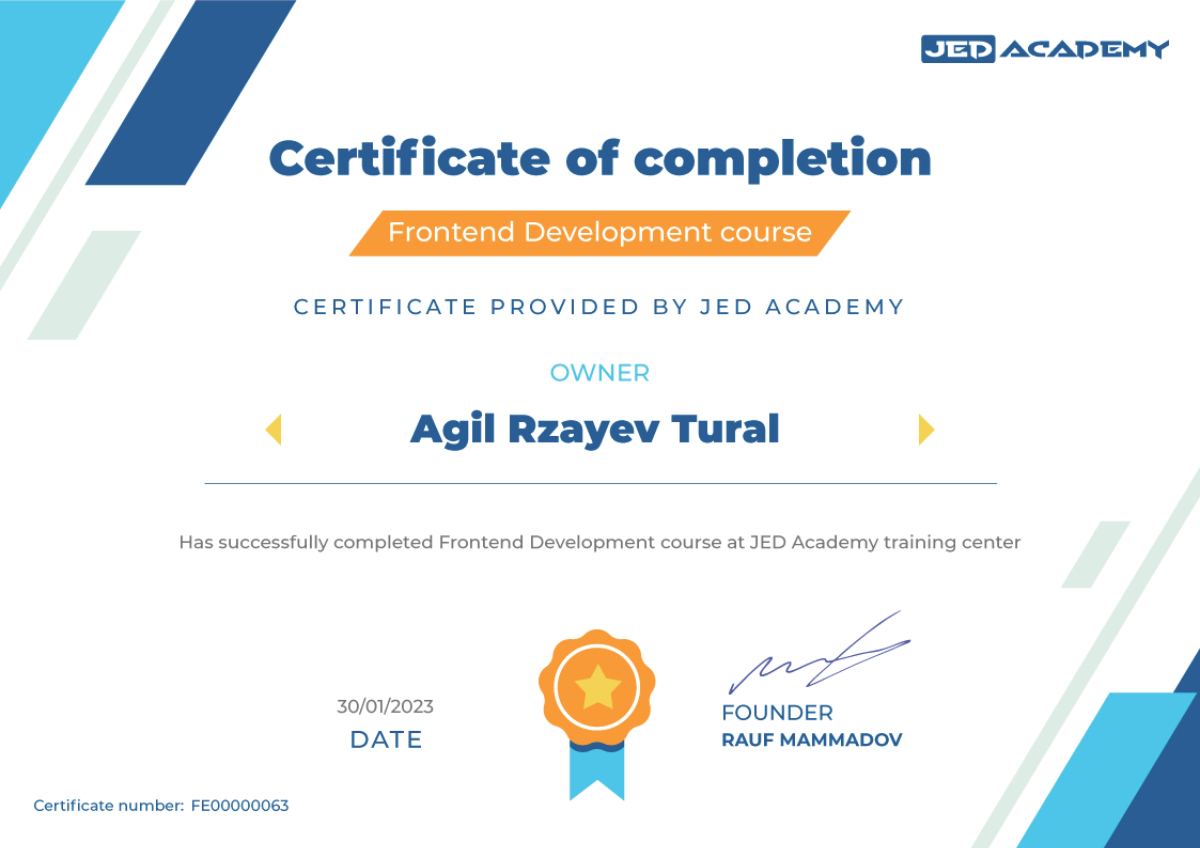 JED ACADEMY
Certificate of completion
Frontend Development course
CERTIFICATE PROVIDED BY JED ACADEMY
OWNER
Agil Rzayev Tural
Has successfully completed Frontend Development course at JED Academy training center
30/01/2023
DATE
FOUNDER
RAUF MAMMADOV
Certificate number: FE00000063